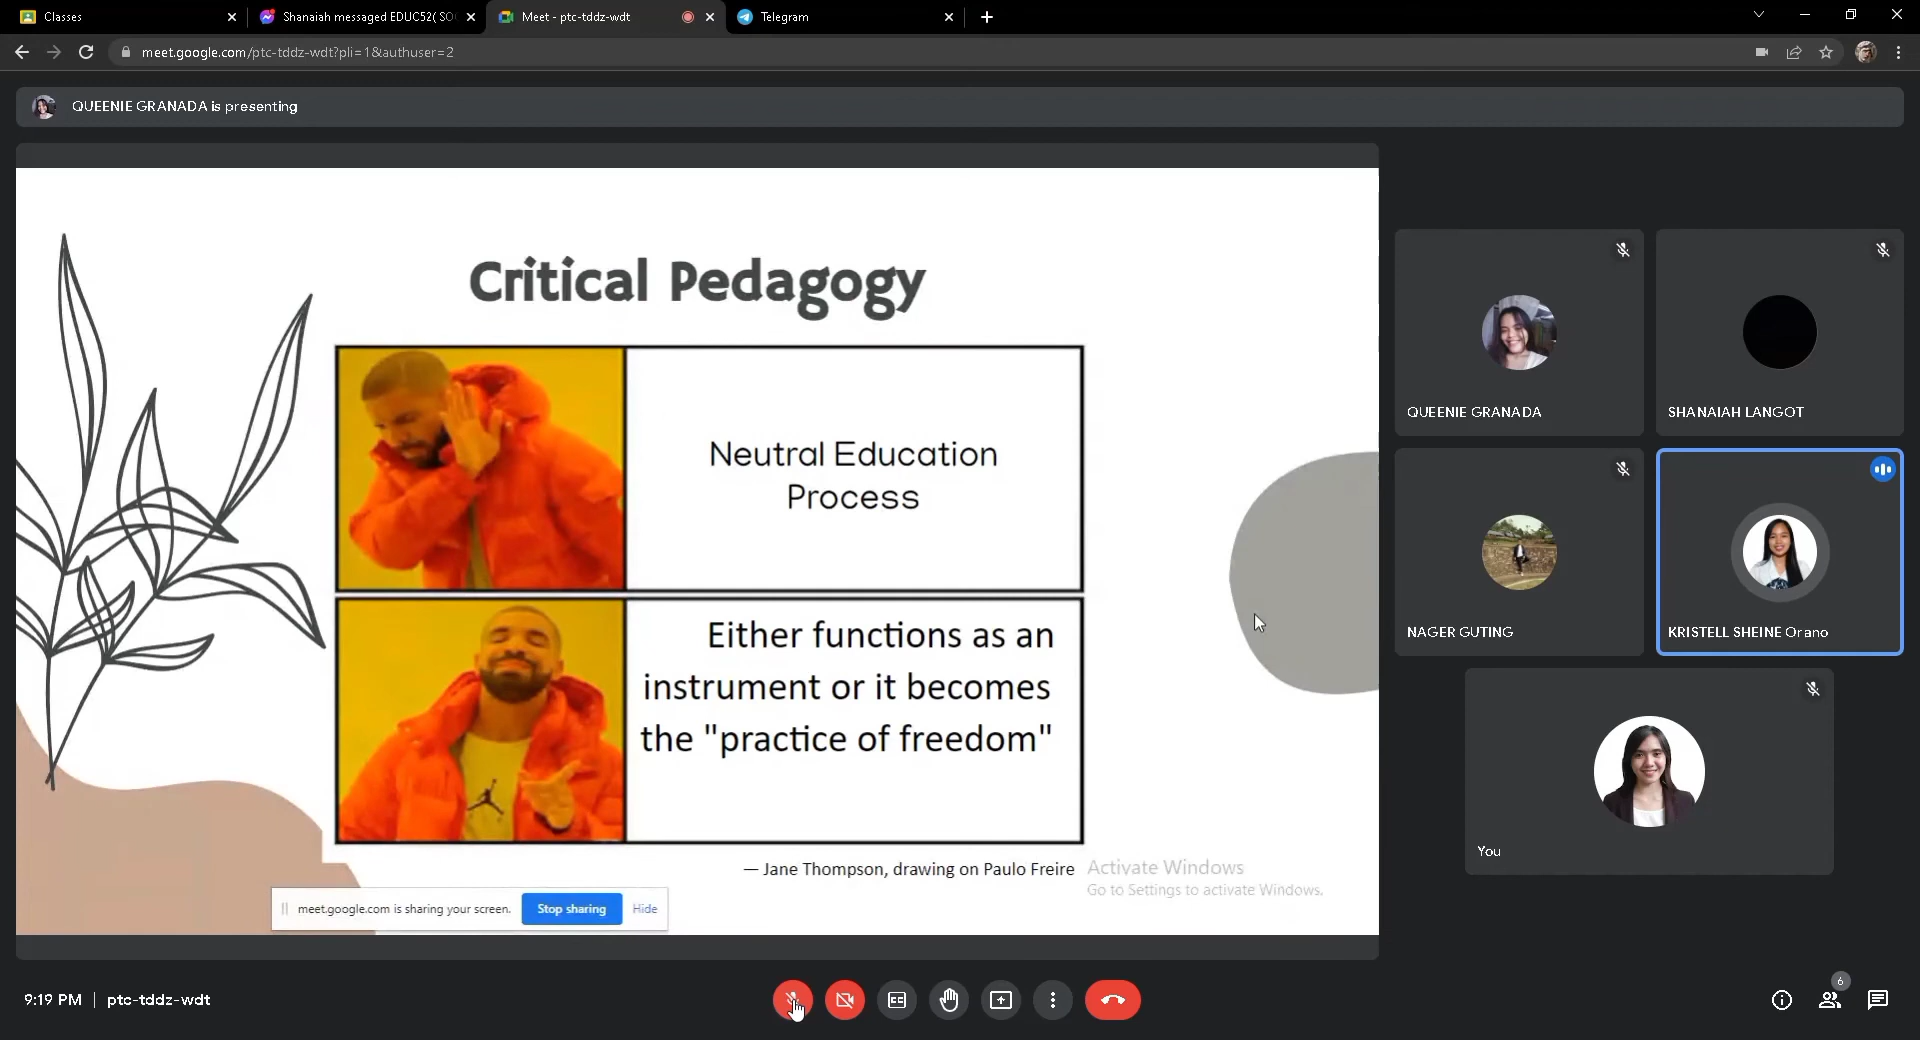 Classes
Shanaiah messaged EDUC52( SO
Meet - ptc-tddz-wdt
Telegram
meet.google.com/ptc-tddz-wdt?pli=1&authuser=2
QUEENIE GRANADA is presenting
Critical Pedagogy
Neutral Education
Process
Either functions as an
instrument or it becomes
the "practice of freedom"
— Jane Thompson, drawing on Paulo Freire
Activate Windows
Go to Settings to activate Windows.
meet.google.com is sharing your screen.
Stop sharing
Hide
QUEENIE GRANADA
SHANAIAH LANGOT
NAGER GUTING
KRISTELL SHEINE Orano
You
9:19 PM | ptc-tddz-wdt
6